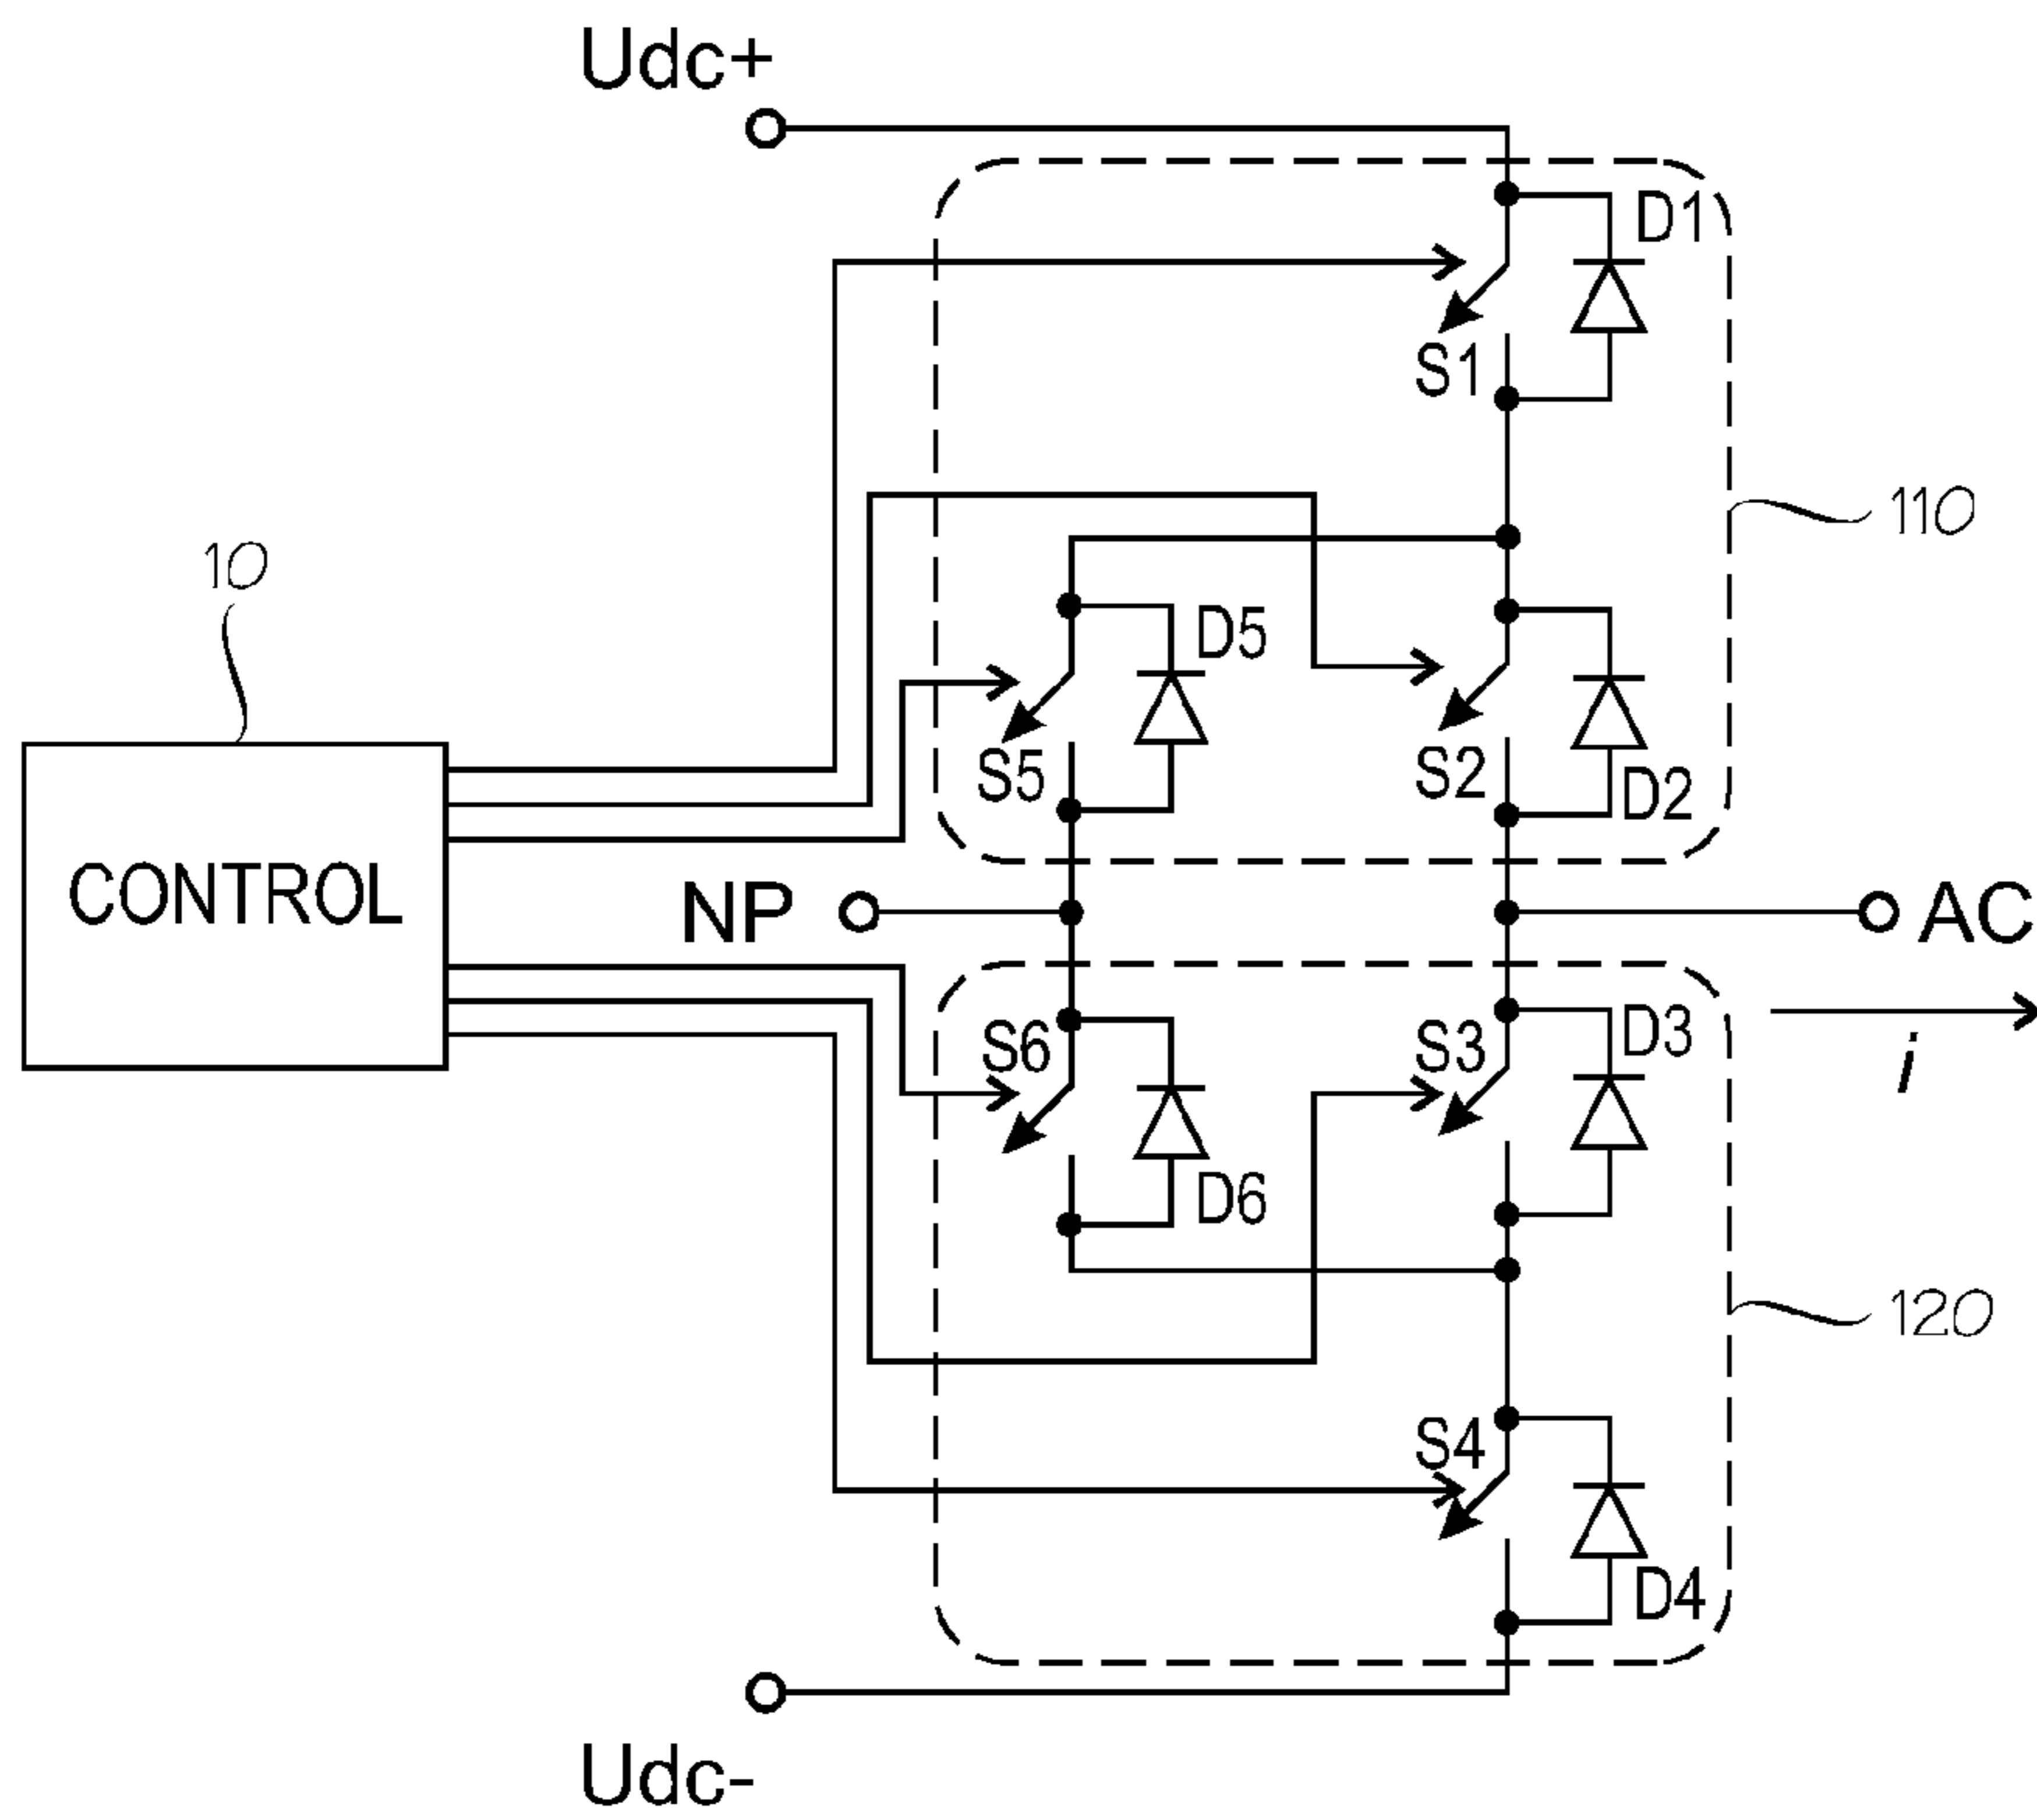 Udc+
D1
S1
110
10
D5
S5
S2
D2
CONTROL
NP
AC
S6
S3
D3
i
D6
120
S4
D4
Udc-